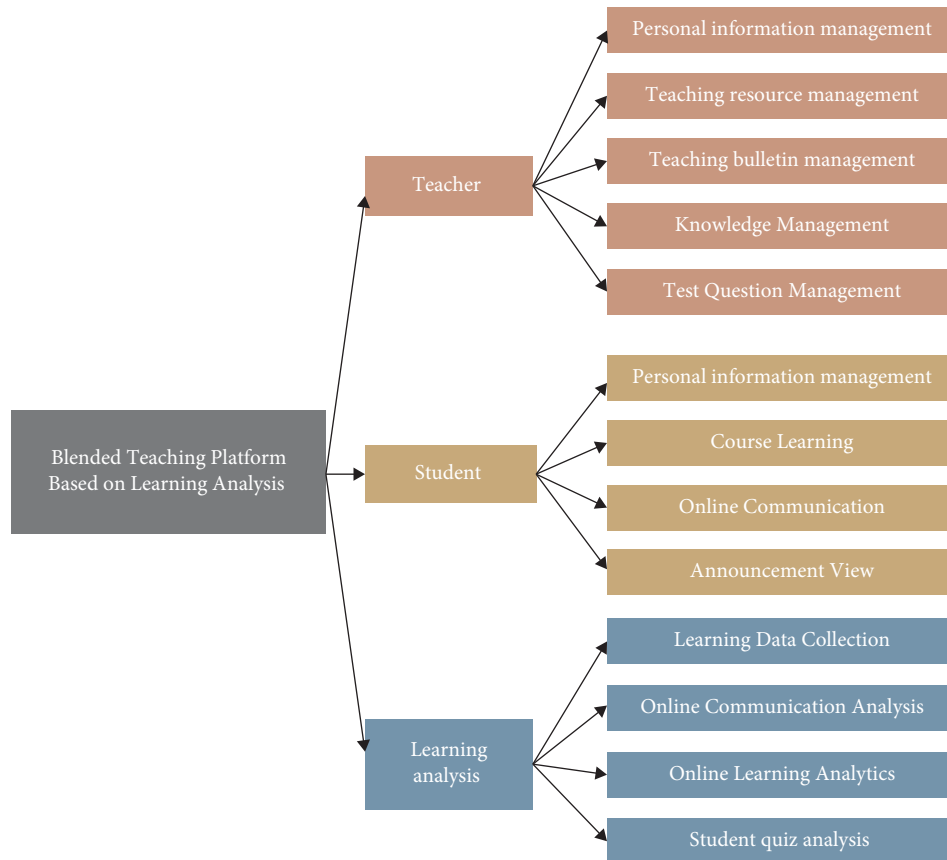 Blended Teaching Platform
Based on Learning Analysis
Teacher
Personal information management
Teaching resource management
Teaching bulletin management
Knowledge Management
Test Question Management
Student
Personal information management
Course Learning
Online Communication
Announcement View
Learning
analysis
Learning Data Collection
Online Communication Analysis
Online Learning Analytics
Student quiz analysis